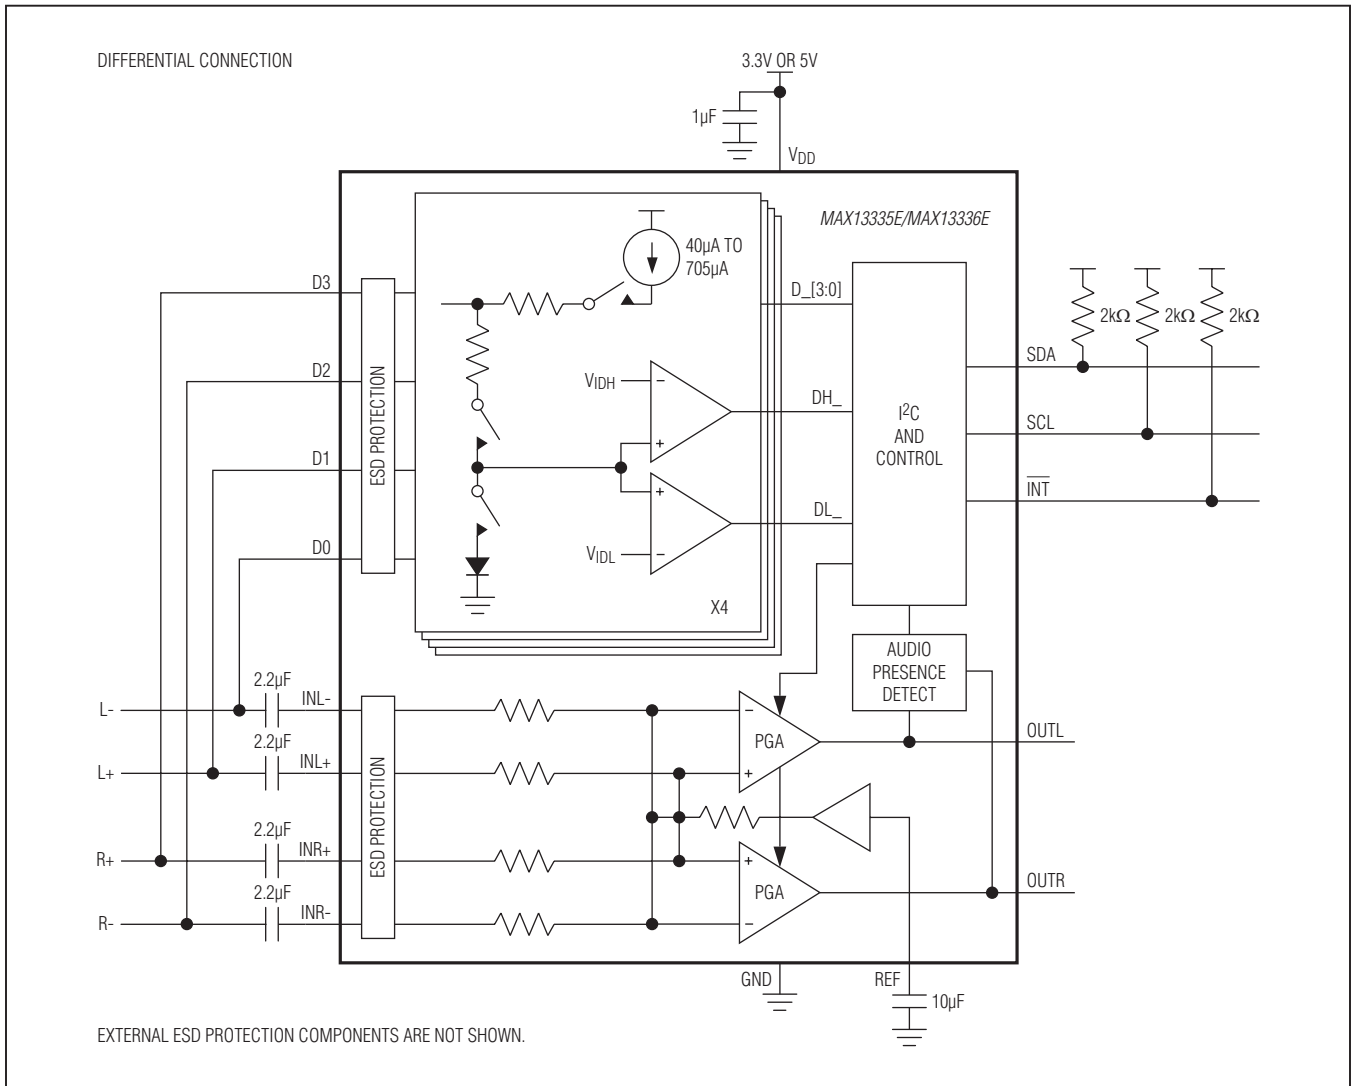 DIFFERENTIAL CONNECTION
3.3V OR 5V
1µF
VDD
MAX13335E/MAX13336E
40µA TO
705µA
D3
D_[3:0]
2kΩ
2kΩ
2kΩ
SDA
D2
ESD PROTECTION
VIDH
−
DH_
I²C
AND
CONTROL
SCL
+
D1
INT
+
DL_
D0
VIDL
−
X4
AUDIO
PRESENCE
DETECT
2.2µF
L-
INL-
−
PGA
OUTL
2.2µF
L+
INL+
+
ESD PROTECTION
2.2µF
R+
INR+
+
PGA
OUTR
2.2µF
R-
INR-
−
GND
REF
10µF
EXTERNAL ESD PROTECTION COMPONENTS ARE NOT SHOWN.